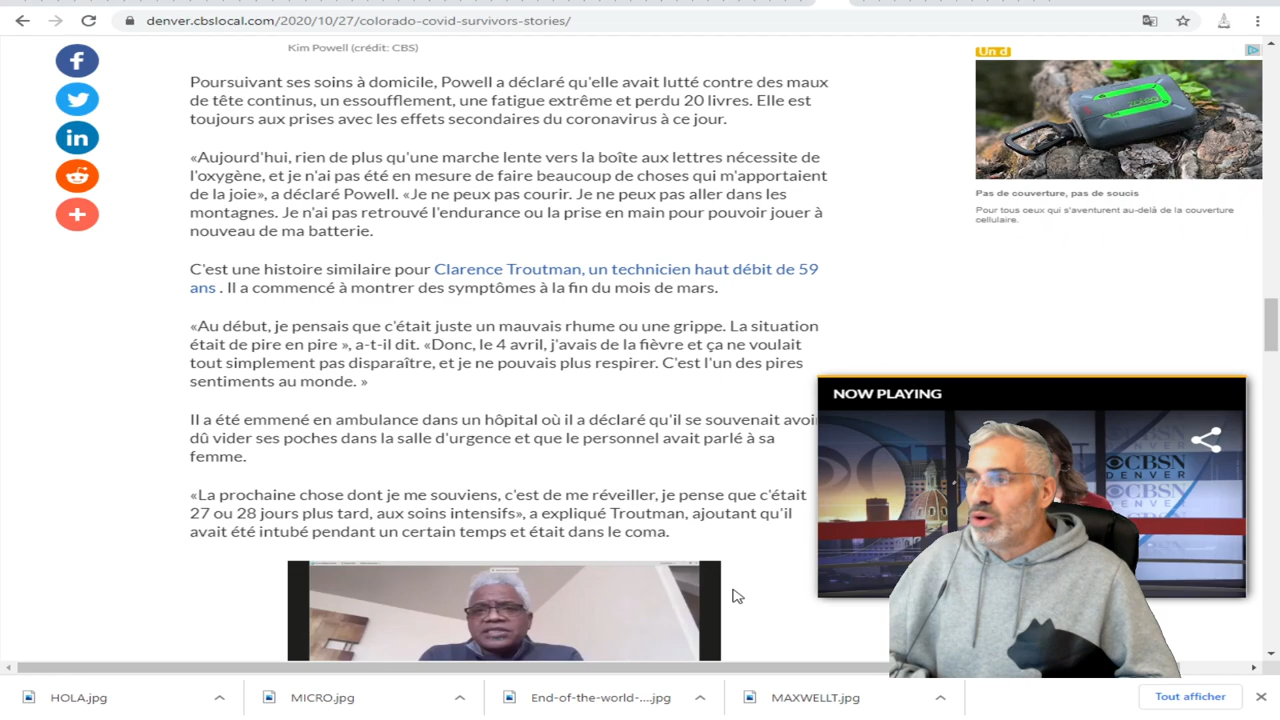 denver.cbslocal.com/2020/10/27/colorado-covid-survivors-stories/
Kim Powell (crédit: CBS)
Poursuivant ses soins à domicile, Powell a déclaré qu'elle avait lutté contre des maux
de tête continus, un essoufflement, une fatigue extrême et perdu 20 livres. Elle est
toujours aux prises avec les effets secondaires du coronavirus à ce jour.
«Aujourd'hui, rien de plus qu'une marche lente vers la boîte aux lettres nécessite de
l'oxygène, et je n'ai pas été en mesure de faire beaucoup de choses qui m'apportaient
de la joie», a déclaré Powell. «Je ne peux pas courir. Je ne peux pas aller dans les
montagnes. Je n'ai pas retrouvé l'endurance ou la prise en main pour pouvoir jouer à
nouveau de ma batterie.
C'est une histoire similaire pour Clarence Troutman, un technicien haut débit de 59
ans . Il a commencé à montrer des symptômes à la fin du mois de mars.
«Au début, je pensais que c'était juste un mauvais rhume ou une grippe. La situation
était de pire en pire », a-t-il dit. «Donc, le 4 avril, j'avais de la fièvre et ça ne voulait
tout simplement pas disparaître, et je ne pouvais plus respirer. C'est l'un des pires
sentiments au monde. »
Il a été emmené en ambulance dans un hôpital où il a déclaré qu'il se souvenait avoir
dû vider ses poches dans la salle d'urgence et que le personnel avait parlé à sa
femme.
«La prochaine chose dont je me souviens, c'est de me réveiller, je pense que c'était
27 ou 28 jours plus tard, aux soins intensifs», a expliqué Troutman, ajoutant qu'il
avait été intubé pendant un certain temps et était dans le coma.
Un d
ZOLEO
Pas de couverture, pas de soucis
Pour tous ceux qui s'aventurent au-delà de la couverture
cellulaire.
NOW PLAYING
CBSN
DENVER
HOLA.jpg
MICRO.jpg
End-of-the-world-....jpg
MAXWELLT.jpg
Tout afficher